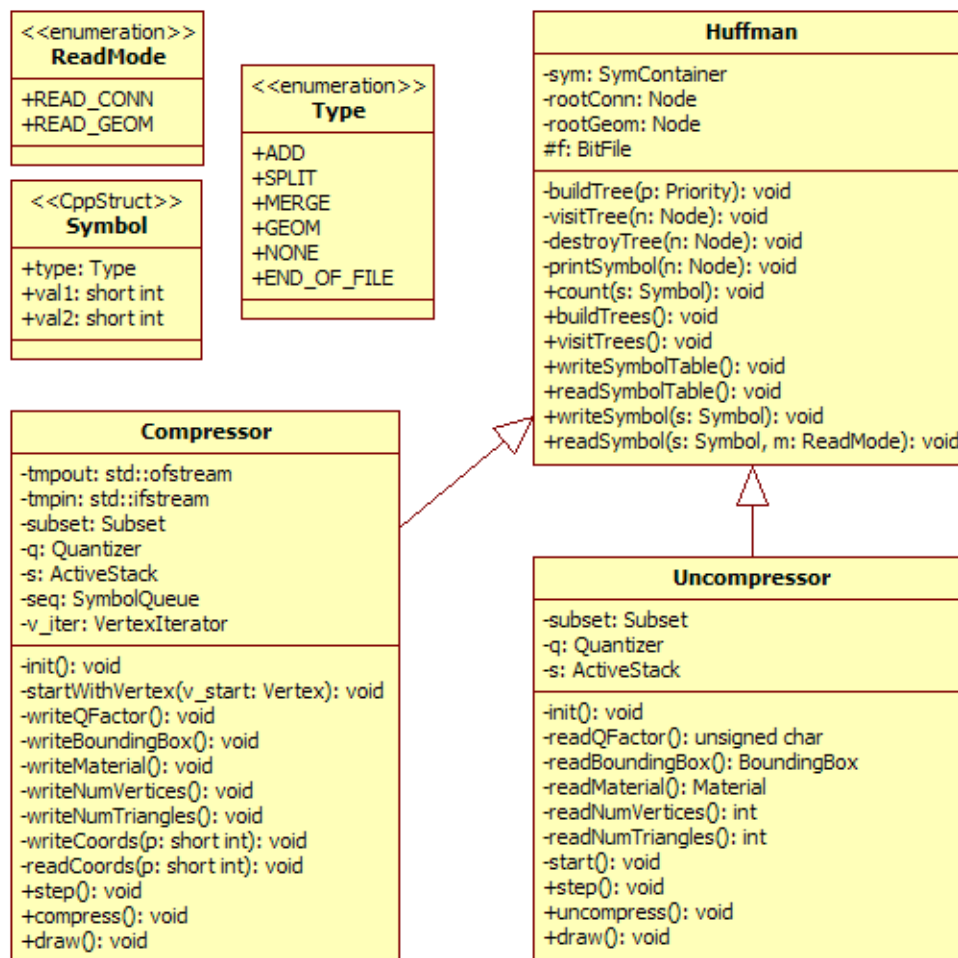 <<enumeration>>
ReadMode
+READ_CONN
+READ_GEOM
<<CppStruct>>
Symbol
+type: Type
+val1: short int
+val2: short int
<<enumeration>>
Type
+ADD
+SPLIT
+MERGE
+GEOM
+NONE
+END_OF_FILE
Huffman
-sym: SymContainer
-rootConn: Node
-rootGeom: Node
#f: BitFile
-buildTree(p: Priority): void
-visitTree(n: Node): void
-destroyTree(n: Node): void
-printSymbol(n: Node): void
+count(s: Symbol): void
+buildTrees(): void
+visitTrees(): void
+writeSymbolTable(): void
+readSymbolTable(): void
+writeSymbol(s: Symbol): void
+readSymbol(s: Symbol, m: ReadMode): void
Compressor
-tmpout: std::ofstream
-tmpin: std::ifstream
-subset: Subset
-q: Quantizer
-s: ActiveStack
-seq: SymbolQueue
-v_iter: VertexIterator
-init(): void
-startWithVertex(v_start: Vertex): void
-writeQFactor(): void
-writeBoundingBox(): void
-writeMaterial(): void
-writeNumVertices(): void
-writeNumTriangles(): void
-writeCoords(p: short int): void
-readCoords(p: short int): void
+step(): void
+compress(): void
+draw(): void
Uncompressor
-subset: Subset
-q: Quantizer
-s: ActiveStack
-init(): void
-readQFactor(): unsigned char
-readBoundingBox(): BoundingBox
-readMaterial(): Material
-readNumVertices(): int
-readNumTriangles(): int
-start(): void
+step(): void
+uncompress(): void
+draw(): void